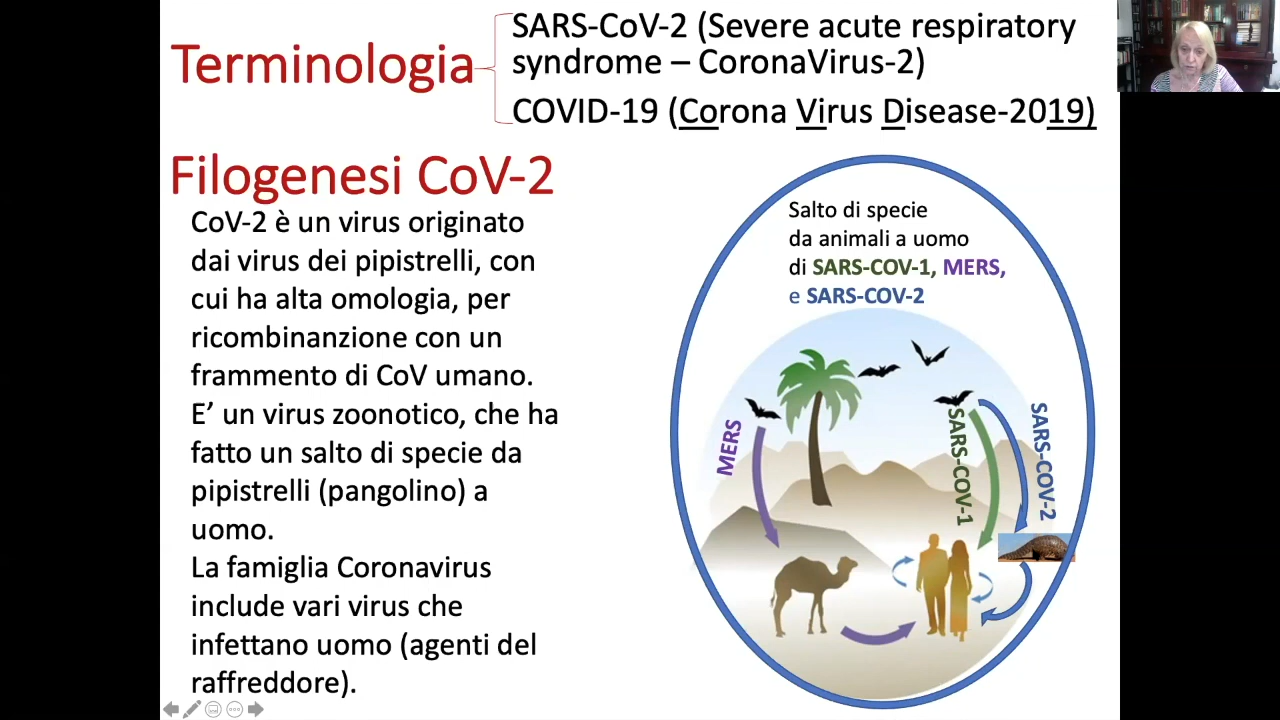 Terminologia
SARS-CoV-2 (Severe acute respiratory
syndrome – CoronaVirus-2)
COVID-19 (Corona Virus Disease-2019)
Filogenesi CoV-2
CoV-2 è un virus originato
dai virus dei pipistrelli, con
cui ha alta omologia, per
ricombinanzione con un
frammento di CoV umano.
E’ un virus zoonotico, che ha
fatto un salto di specie da
pipistrelli (pangolino) a
uomo.
La famiglia Coronavirus
include vari virus che
infettano uomo (agenti del
raffreddore).
Salto di specie
da animali a uomo
di SARS-COV-1, MERS,
e SARS-COV-2
MERS
SARS-COV-1
SARS-COV-2